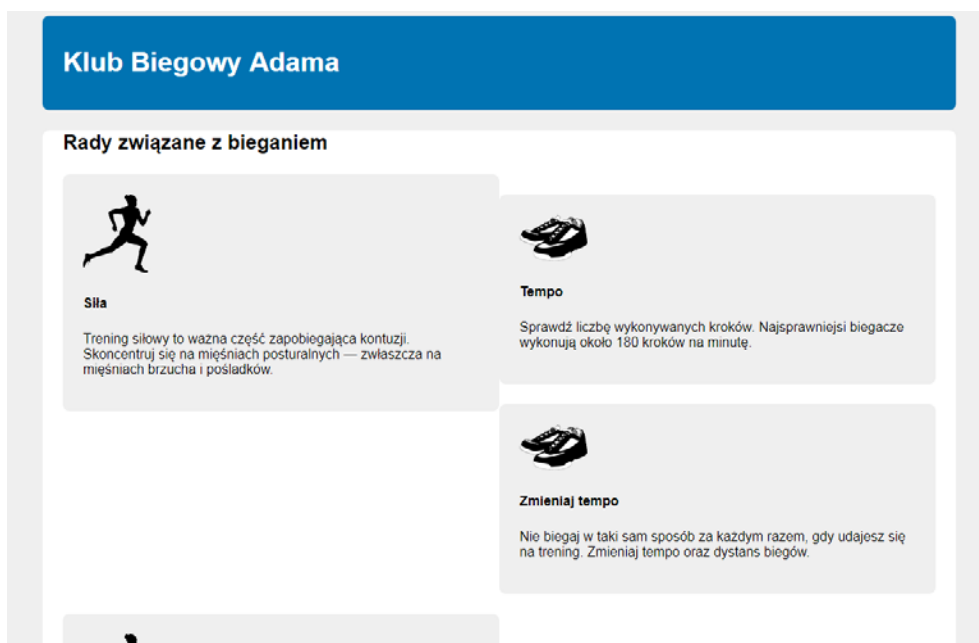 Klub Biegowy Adama
Rady związane z bieganiem
Siła
Trening siłowy to ważna część zapobiegająca kontuzji.
Skoncentruj się na mięśniach posturalnych — zwłaszcza na
mięśniach brzucha i pośladków.
Tempo
Sprawdź liczbę wykonywanych kroków. Najsprawniejsi biegacze
wykonują około 180 kroków na minutę.
Zmieniaj tempo
Nie biegaj w taki sam sposób za każdym razem, gdy udajesz się
na trening. Zmieniaj tempo oraz dystans biegów.